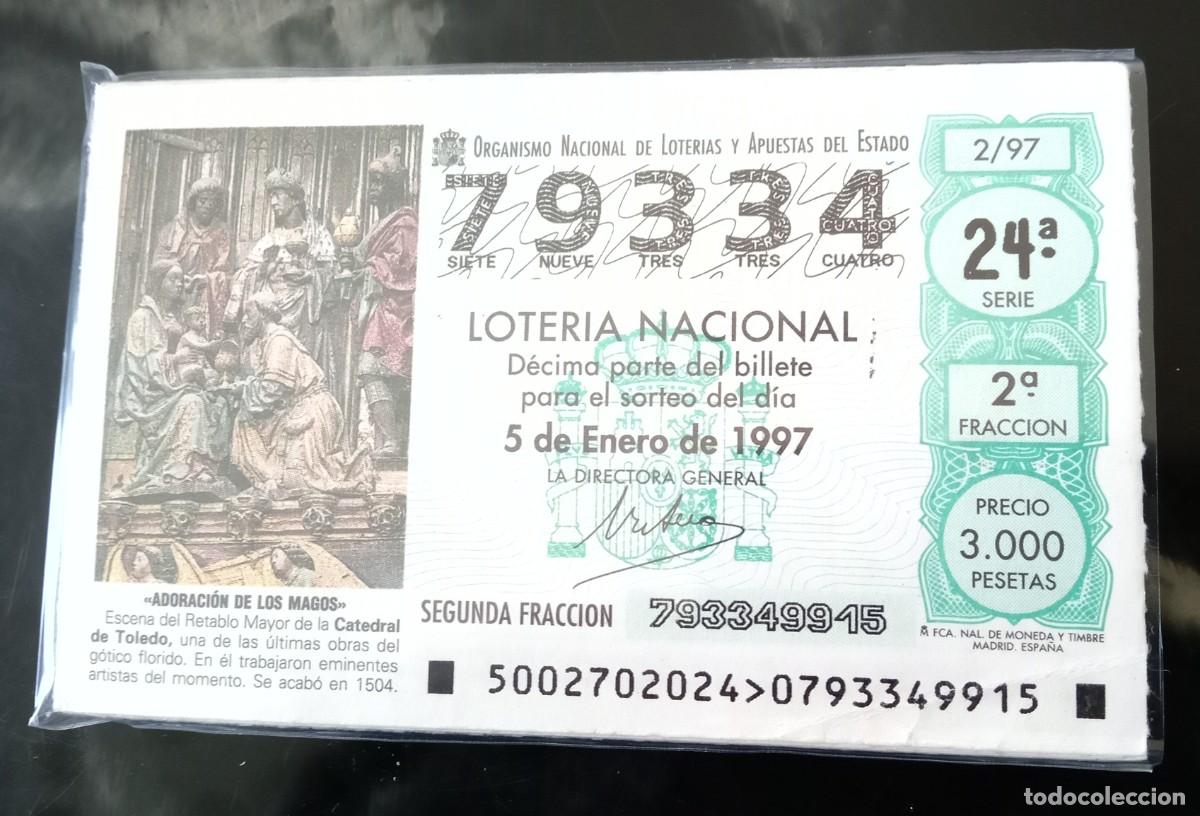 ORGANISMO NACIONAL DE LOTERIAS Y APUESTAS DEL ESTADO
79334
SIETE NUEVE TRES TRES CUATRO
LOTERIA NACIONAL
Décima parte del billete
para el sorteo del día
5 de Enero de 1997
LA DIRECTORA GENERAL
SEGUNDA FRACCION 793349915
5002702024>0793349915
2/97
24ª
SERIE
2ª
FRACCION
PRECIO
3.000
PESETAS
FCA. NAL. DE MONEDA Y TIMBRE
MADRID. ESPAÑA
«ADORACIÓN DE LOS MAGOS»
Escena del Retablo Mayor de la Catedral
de Toledo, una de las últimas obras del
gótico florido. En él trabajaron eminentes
artistas del momento. Se acabó en 1504.
todocoleccion